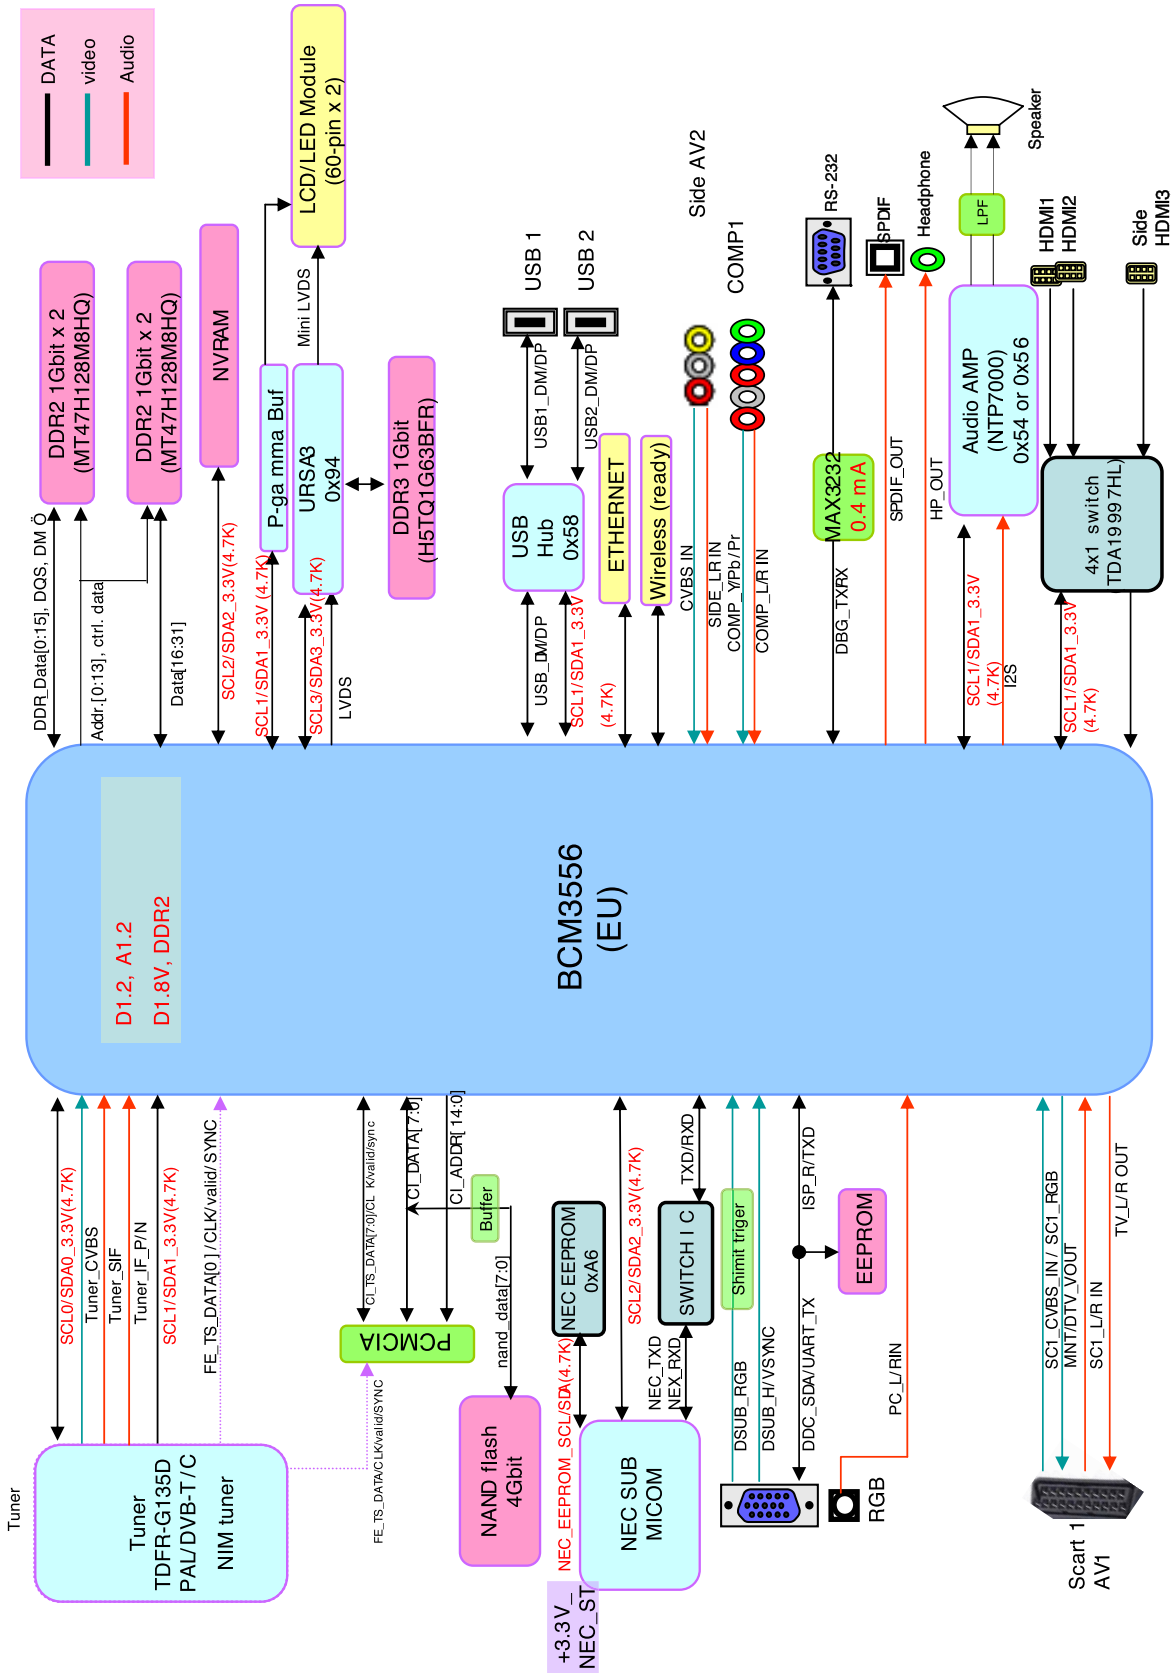 DATA
video
Audio
LCD/LED Module
(60-pin x 2)
DDR2 1Gbit x 2
(MT47H128M8HQ)
DDR2 1Gbit x 2
(MT47H128M8HQ)
NVRAM
P-ga mma Buf
URSA3
0x94
Mini LVDS
DDR3 1Gbit
(H5TQ1G63BFR)
USB 1
USB 2
USB1_DM/DP
USB2_DM/DP
USB
Hub
0x58
ETHERNET
Wireless (ready)
Side AV2
COMP1
RS-232
SPDIF
Headphone
Speaker
LPF
HDMI1
HDMI2
Side
HDMI3
MAX3232
0.4 mA
Audio AMP
(NTP7000)
0x54 or 0x56
4x1 switch
TDA19997HL)
DDR_Data[0:15], DQS, DM Ö
Addr.[0:13], ctrl. data
Data[16:31]
SCL2/SDA2_3.3V(4.7K)
SCL1/SDA1_3.3V (4.7K)
SCL3/SDA3_3.3V(4.7K)
LVDS
USB_DM/DP
SCL1/SDA1_3.3V
(4.7K)
CVBS IN
SIDE_LR IN
COMP_Y/Pb/Pr
COMP_L/R IN
DBG_TXRX
SPDIF_OUT
HP_OUT
SCL1/SDA1_3.3V
(4.7K)
I2S
SCL1/SDA1_3.3V
(4.7K)
D1.2, A1.2
D1.8V, DDR2
BCM3556
(EU)
SCL0/SDA0_3.3V(4.7K)
Tuner_CVBS
Tuner_SIF
Tuner_IF_P/N
SCL1/SDA1_3.3V(4.7K)
FE_TS_DATA[0]/CLK/valid/SYNC
CI_TS_DATA[7:0]/CL K/valid/sync
CI_DATA[7:0]
CI_ADDR[14:0]
Buffer
nand_data[7:0]
PCMCIA
FE_TS_DATA/CLK/valid/SYNC
NEC EEPROM
0xA6
SCL2/SDA2_3.3V(4.7K)
TXD/RXD
SWITCH I C
NEC_TXD
NEX_RXD
Shimit triger
DSUB_RGB
DSUB_H/VSYNC
ISP_R/TXD
DDC_SDA/UART_TX
EEPROM
PC_L/RIN
SC1_CVBS_IN / SC1_RGB
MNT/DTV_VOUT
SC1_L/R IN
TV_L/R OUT
Tuner
Tuner
TDFR-G135D
PAL/DVB-T/C
NIM tuner
NAND flash
4Gbit
NEC_EEPROM_SCL/SDA(4.7K)
NEC SUB
MICOM
+3.3V_
NEC_ST
RGB
Scart 1
AV1